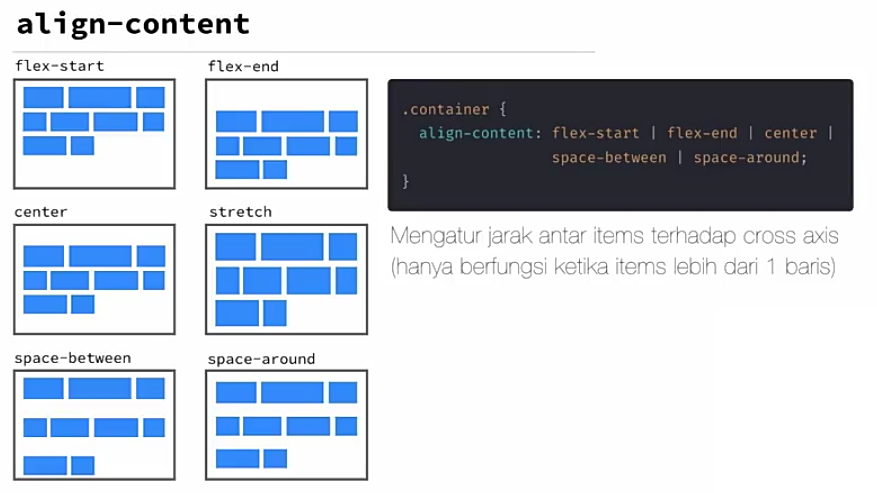 align-content
flex-start
flex-end
.container {
align-content: flex-start | flex-end | center |
space-between | space-around;
}
center
stretch
Mengatur jarak antar items terhadap cross axis
(hanya berfungsi ketika items lebih dari 1 baris)
space-between
space-around